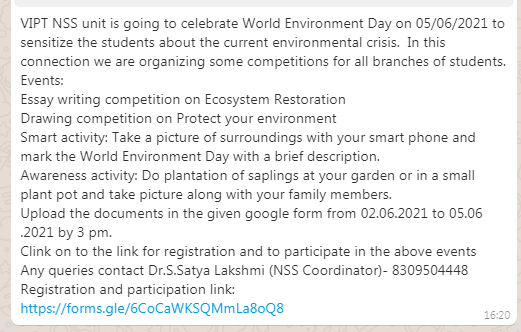 VIPT NSS unit is going to celebrate World Environment Day on 05/06/2021 to
sensitize the students about the current environmental crisis.  In this
connection we are organizing some competitions for all branches of students.
Events:
Essay writing competition on Ecosystem Restoration
Drawing competition on Protect your environment
Smart activity: Take a picture of surroundings with your smart phone and
mark the World Environment Day with a brief description.
Awareness activity: Do plantation of saplings at your garden or in a small
plant pot and take picture along with your family members.
Upload the documents in the given google form from 02.06.2021 to 05.06
.2021 by 3 pm.
Clink on to the link for registration and to participate in the above events
Any queries contact Dr.S.Satya Lakshmi (NSS Coordinator)- 8309504448
Registration and participation link:
https://forms.gle/6CoCaWKSQMmLa8oQ8
16:20